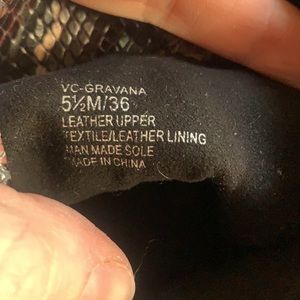 VC-GRAVANA
5½M/36
LEATHER UPPER
TEXTILE/LEATHER LINING
MAN MADE SOLE
MADE IN CHINA